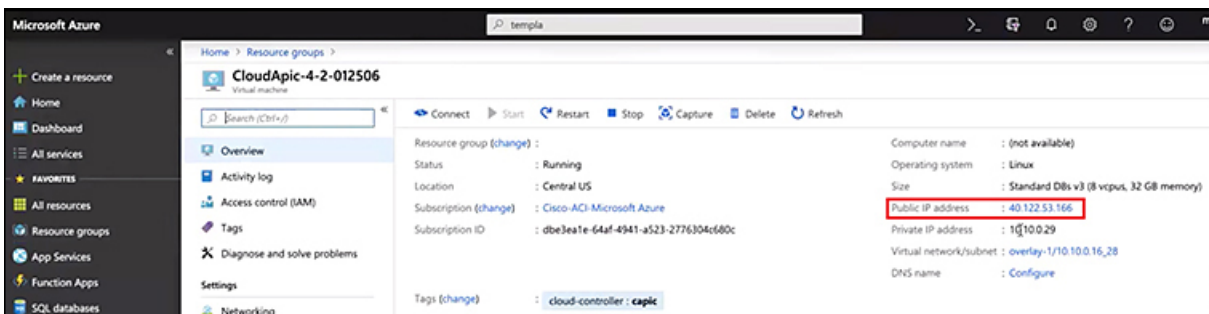 Microsoft Azure
templa
Home > Resource groups >
CloudApic-4-2-012506
Virtual machine
Search (Ctrl+/)
Create a resource
Home
Dashboard
All services
FAVORITES
All resources
Resource groups
App Services
Function Apps
SQL databases
Overview
Activity log
Access control (IAM)
Tags
Diagnose and solve problems
Settings
Networking
Connect Start Restart Stop Capture Delete Refresh
Resource group (change) :
Status : Running
Location : Central US
Subscription (change) : Cisco-ACI-Microsoft Azure
Subscription ID : dbe3ea1e-64af-4941-a523-2776304c680c
Tags (change) : cloud-controller : capic
Computer name : (not available)
Operating system : Linux
Size : Standard D8s v3 (8 vcpus, 32 GB memory)
Public IP address : 40.122.53.166
Private IP address : 10.10.0.29
Virtual network/subnet : overlay-1/10.10.0.16_28
DNS name : Configure